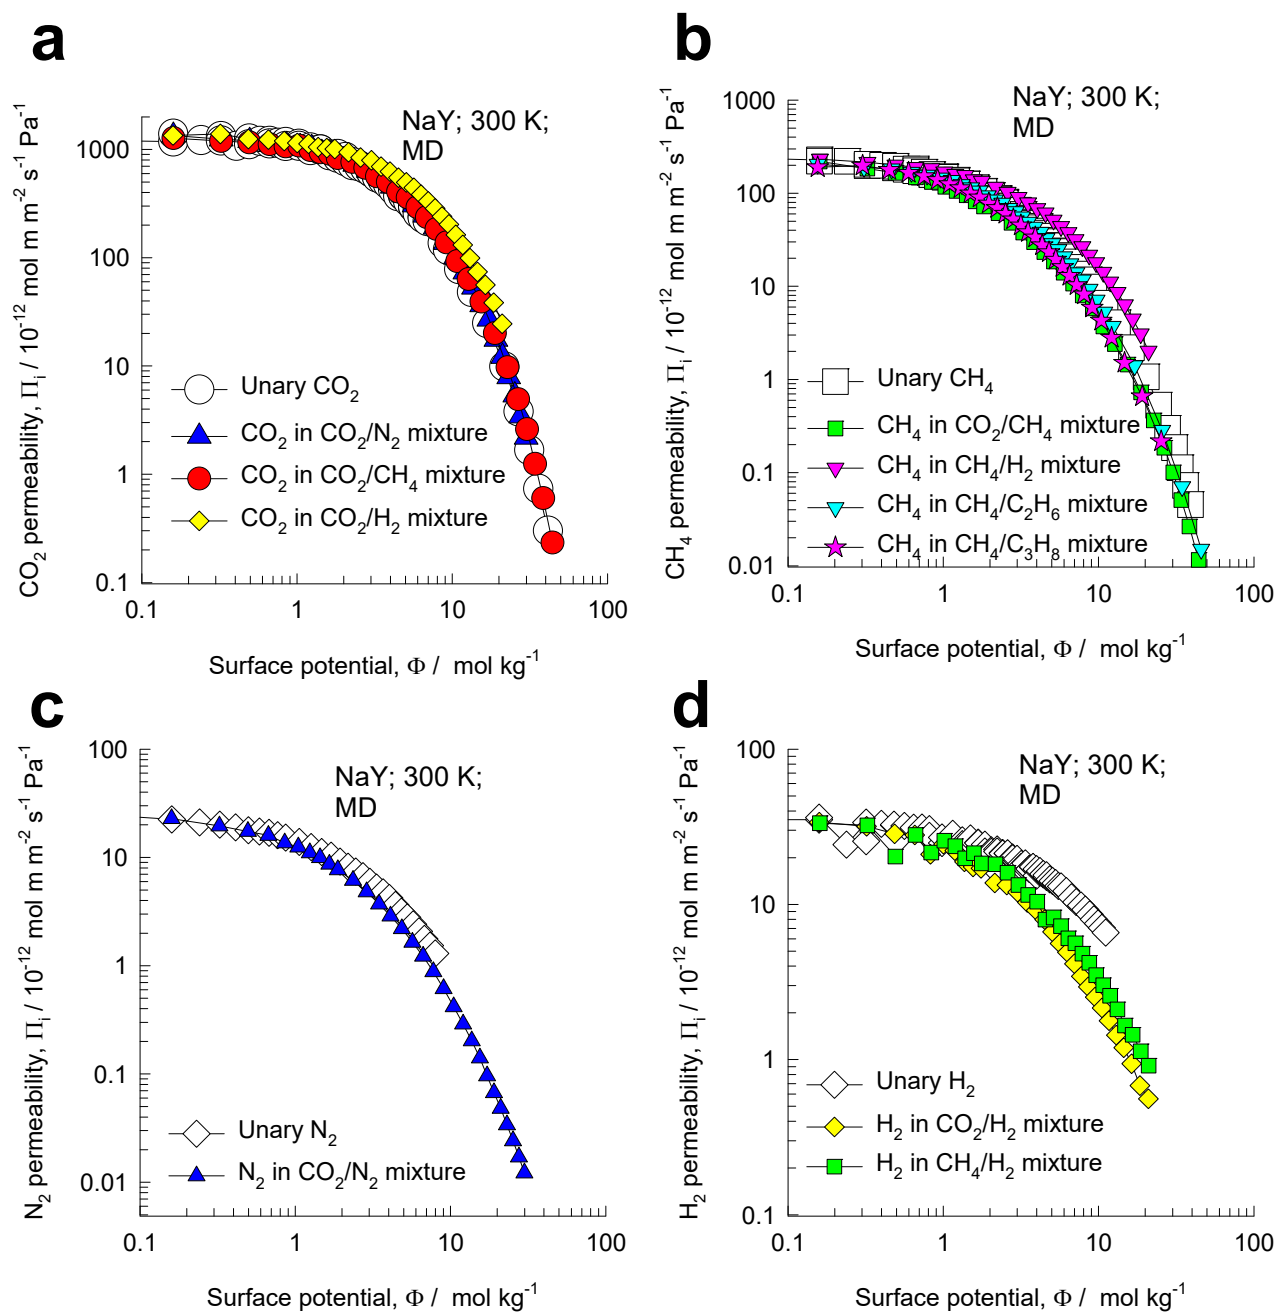 a
CO2 permeability, Πi / 10-12 mol m m-2 s-1 Pa-1
NaY; 300 K;
MD
1000
100
10
1
0.1
Unary CO2
CO2 in CO2/N2 mixture
CO2 in CO2/CH4 mixture
CO2 in CO2/H2 mixture
0.1 1 10 100
Surface potential, Φ / mol kg-1
b
CH4 permeability, Πi / 10-12 mol m m-2 s-1 Pa-1
NaY; 300 K;
MD
1000
100
10
1
0.1
0.01
Unary CH4
CH4 in CO2/CH4 mixture
CH4 in CH4/H2 mixture
CH4 in CH4/C2H6 mixture
CH4 in CH4/C3H8 mixture
0.1 1 10 100
Surface potential, Φ / mol kg-1
c
N2 permeability, Πi / 10-12 mol m m-2 s-1 Pa-1
NaY; 300 K;
MD
100
10
1
0.1
0.01
Unary N2
N2 in CO2/N2 mixture
0.1 1 10 100
Surface potential, Φ / mol kg-1
d
H2 permeability, Πi / 10-12 mol m m-2 s-1 Pa-1
NaY; 300 K;
MD
100
10
1
0.1
Unary H2
H2 in CO2/H2 mixture
H2 in CH4/H2 mixture
0.1 1 10 100
Surface potential, Φ / mol kg-1